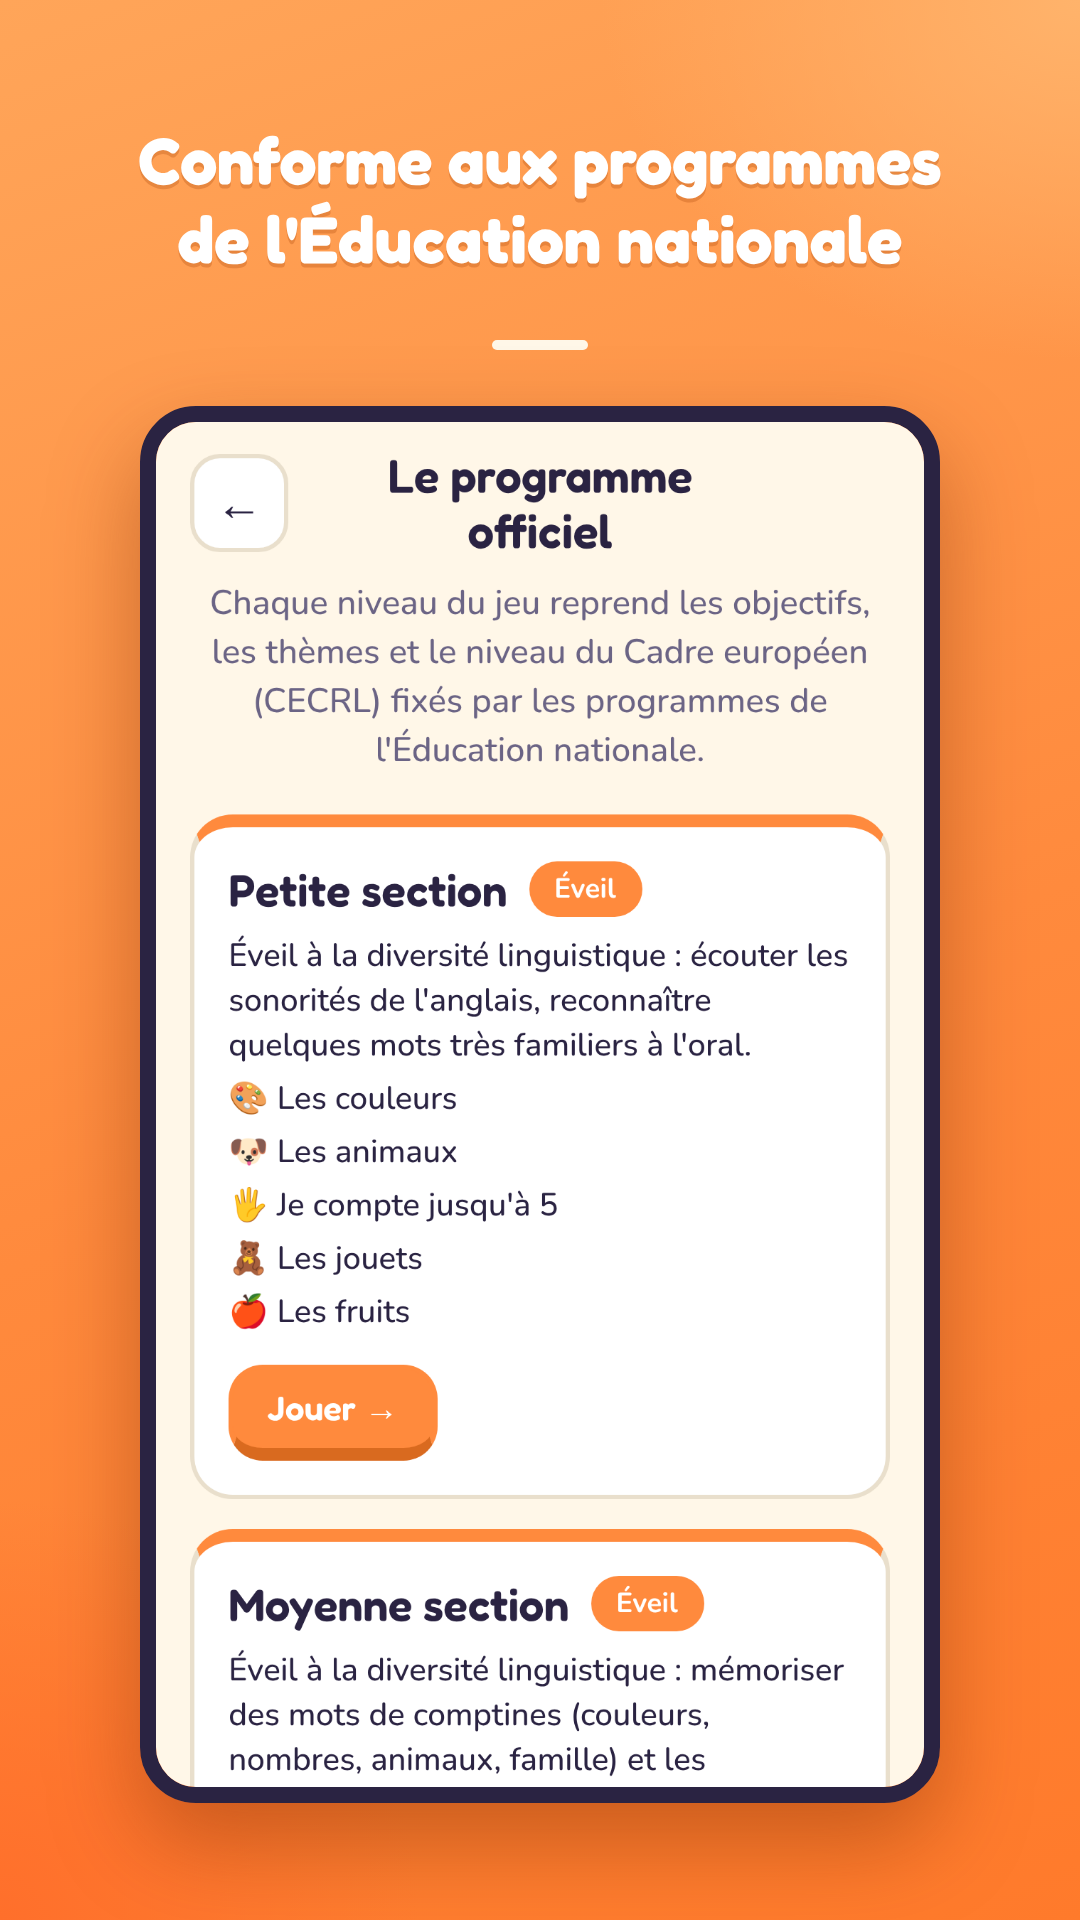 Conforme aux programmes
de l'Éducation nationale
←
Le programme
officiel
Chaque niveau du jeu reprend les objectifs,
les thèmes et le niveau du Cadre européen
(CECRL) fixés par les programmes de
l'Éducation nationale.
Petite section Éveil
Éveil à la diversité linguistique : écouter les
sonorités de l'anglais, reconnaître
quelques mots très familiers à l'oral.
🎨 Les couleurs
🐶 Les animaux
🖐 Je compte jusqu'à 5
🧸 Les jouets
🍎 Les fruits
Jouer →
Moyenne section Éveil
Éveil à la diversité linguistique : mémoriser
des mots de comptines (couleurs,
nombres, animaux, famille) et les